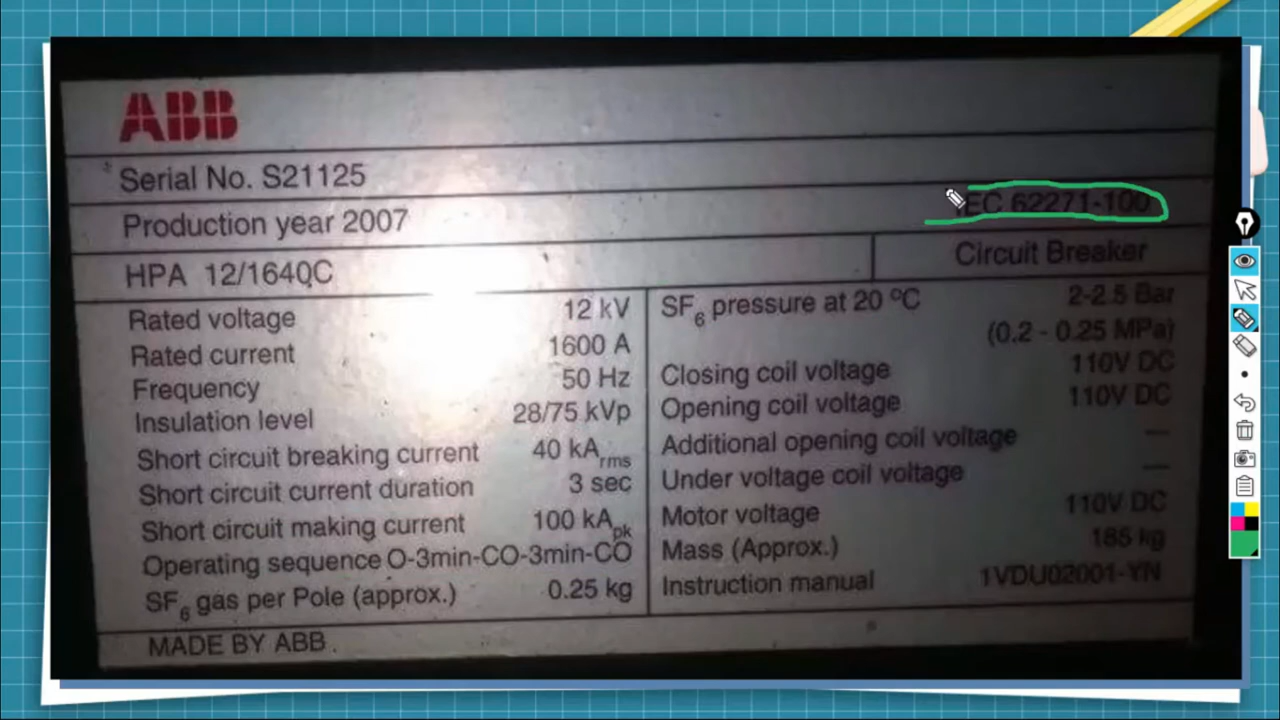 ABB
Serial No. S21125
Production year 2007
IEC 62271-100
HPA 12/1640C
Circuit Breaker
Rated voltage 12 kV
Rated current 1600 A
Frequency 50 Hz
Insulation level 28/75 kVp
Short circuit breaking current 40 kArms
Short circuit current duration 3 sec
Short circuit making current 100 kApk
Operating sequence O-3min-CO-3min-CO
SF6 gas per Pole (approx.) 0.25 kg
SF6 pressure at 20 ºC 2-2.5 Bar
(0.2 - 0.25 MPa)
Closing coil voltage 110V DC
Opening coil voltage 110V DC
Additional opening coil voltage —
Under voltage coil voltage —
Motor voltage 110V DC
Mass (Approx.) 185 kg
Instruction manual 1VDU02001-YN
MADE BY ABB